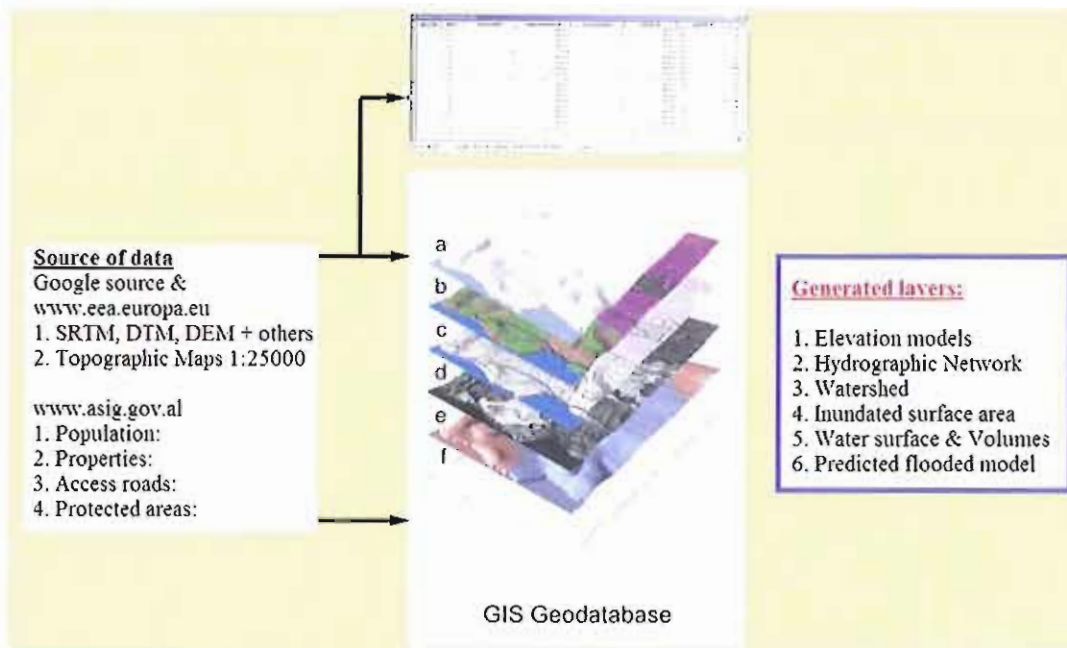 Source of data
Google source &
www.eea.europa.eu
1. SRTM, DTM, DEM + others
2. Topographic Maps 1:25000
www.asig.gov.al
1. Population:
2. Properties:
3. Access roads:
4. Protected areas:
a
b
c
d
e
f
GIS Geodatabase
Generated layers:
1. Elevation models
2. Hydrographic Network
3. Watershed
4. Inundated surface area
5. Water surface & Volumes
6. Predicted flooded model